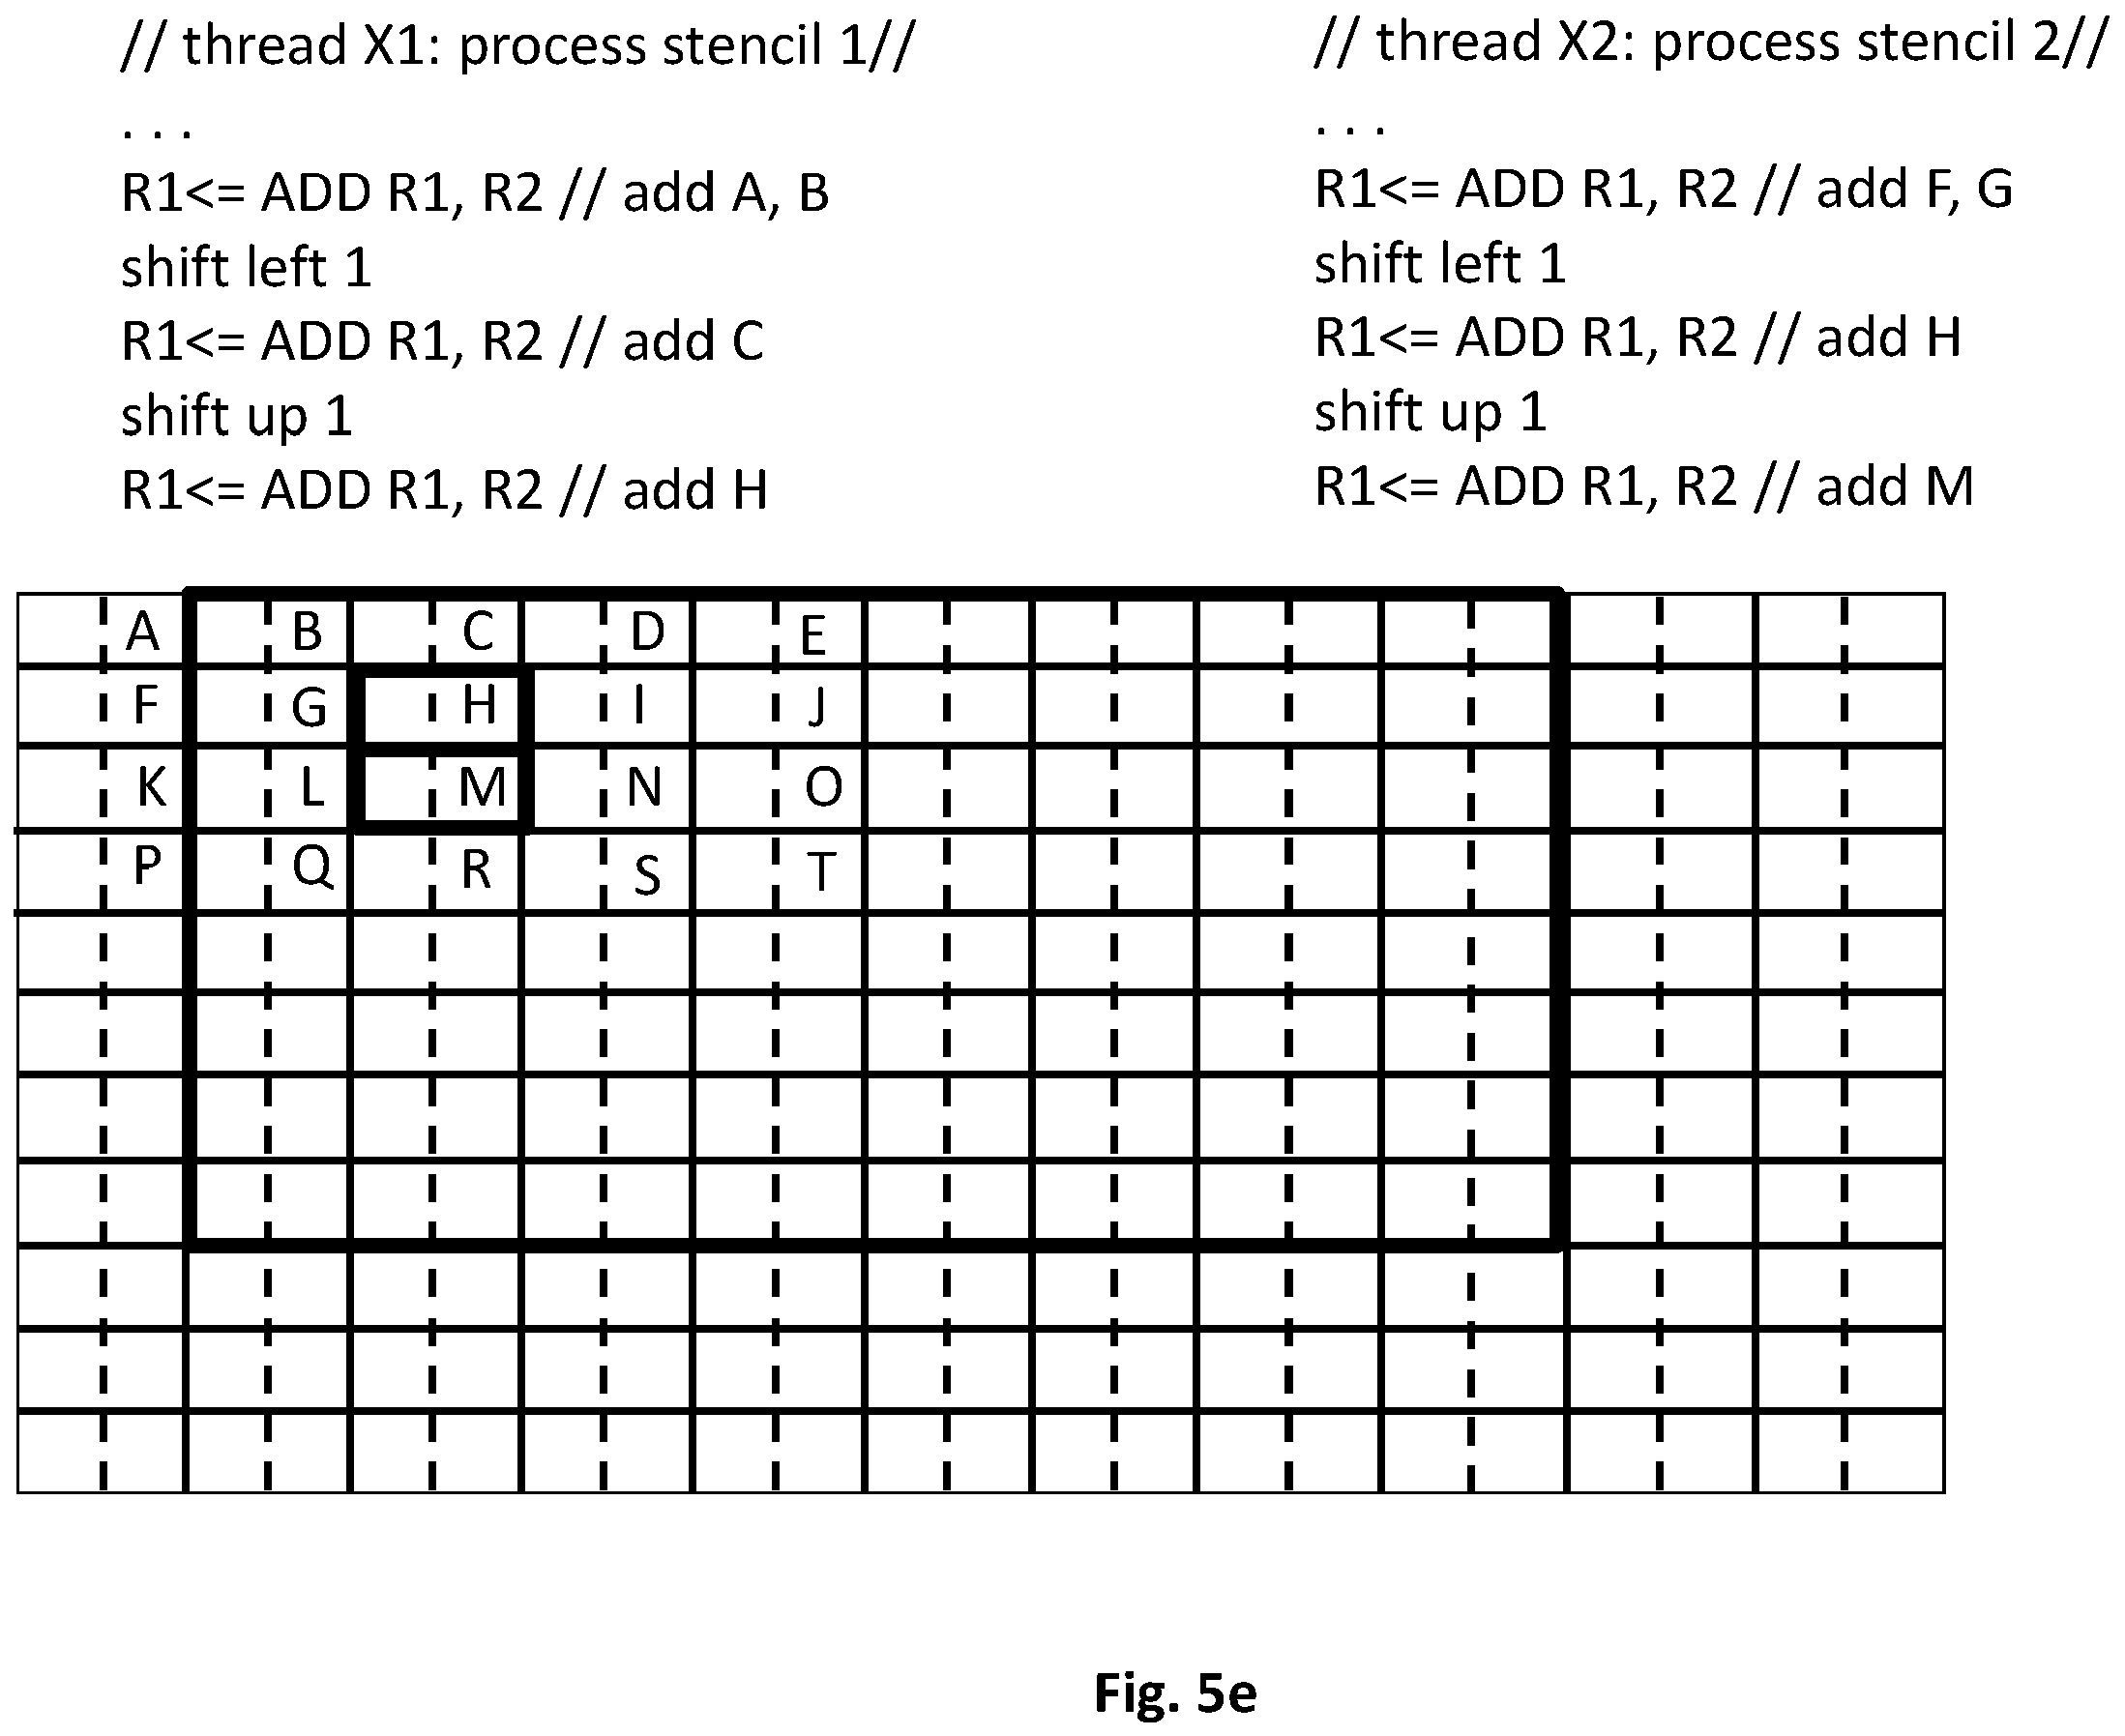 // thread X1: process stencil 1//
. . .
R1<= ADD R1, R2 // add A, B
shift left 1
R1<= ADD R1, R2 // add C
shift up 1
R1<= ADD R1, R2 // add H
// thread X2: process stencil 2//
. . .
R1<= ADD R1, R2 // add F, G
shift left 1
R1<= ADD R1, R2 // add H
shift up 1
R1<= ADD R1, R2 // add M
A B C D E
F G H I J
K L M N O
P Q R S T
Fig. 5e